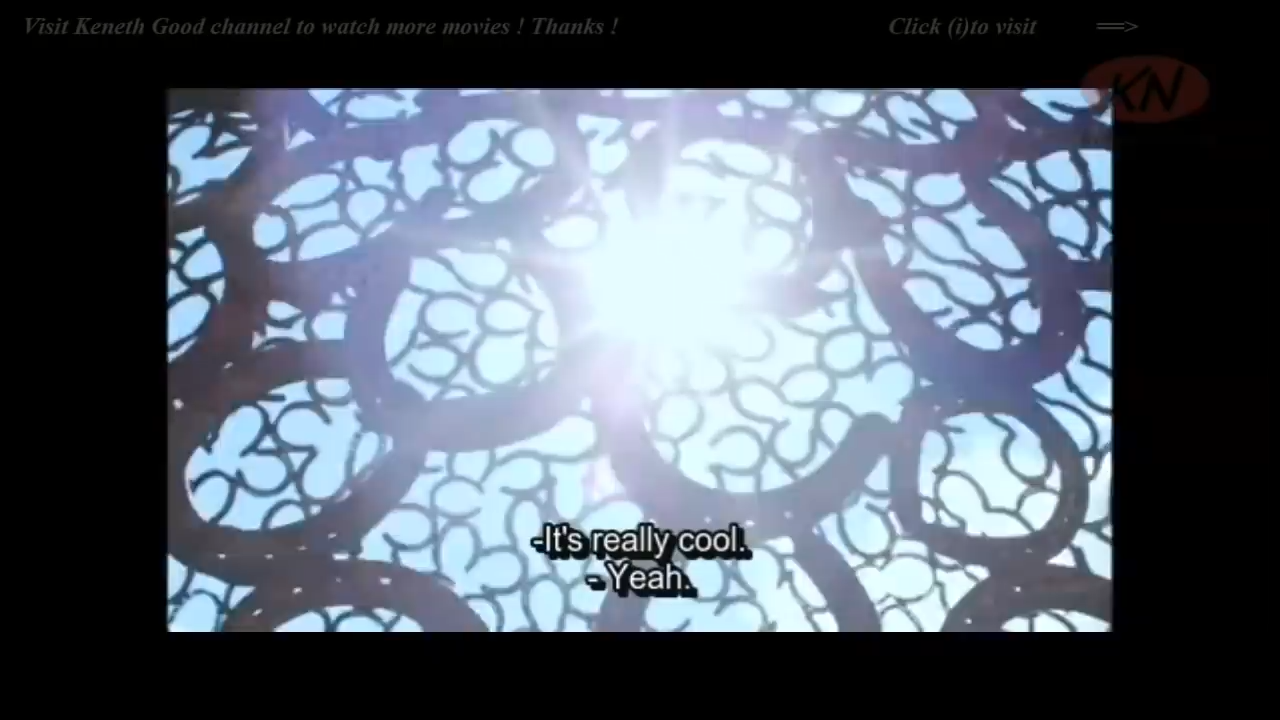 Visit Keneth Good channel to watch more movies ! Thanks !
Click (i)to visit ==>
KN
-It's really cool.
- Yeah.